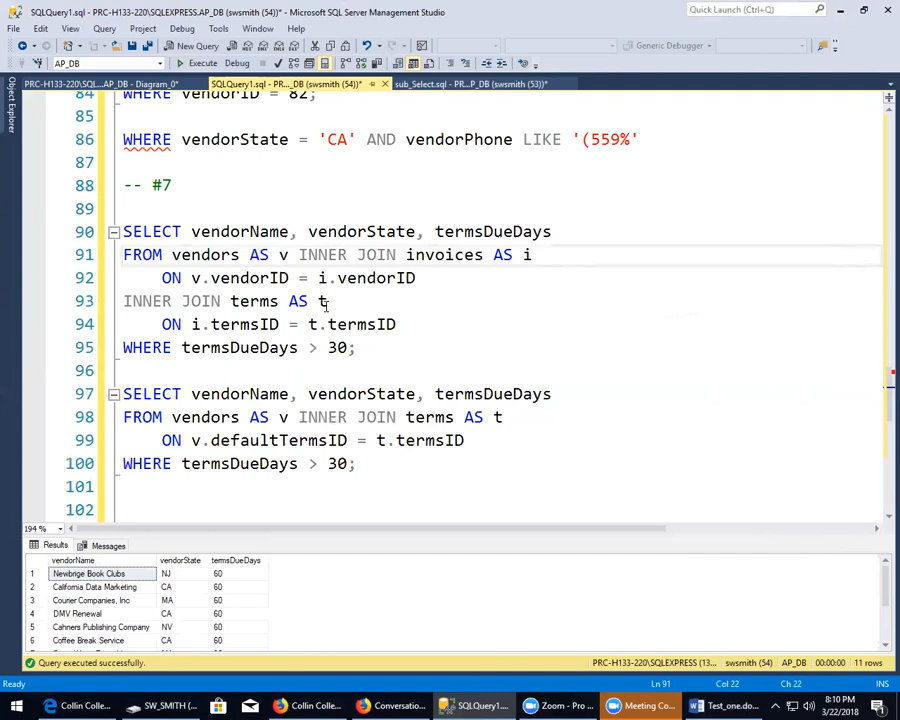 SQLQuery1.sql - PRC-H133-220\SQLEXPRESS.AP_DB (swsmith (54))* - Microsoft SQL Server Management Studio
Quick Launch (Ctrl+Q)
File Edit View Query Project Debug Tools Window Help
New Query
Generic Debugger
AP_DB
Execute Debug
PRC-H133-220\SQL...AP_DB - Diagram_0*
SQLQuery1.sql - PR..._DB (swsmith (54))*
sub_Select.sql - PR...P_DB (swsmith (53))*
Object Explorer
84 WHERE vendorID = 82;
85
86 WHERE vendorState = 'CA' AND vendorPhone LIKE '(559%'
87
88 -- #7
89
90 SELECT vendorName, vendorState, termsDueDays
91 FROM vendors AS v INNER JOIN invoices AS i
92 ON v.vendorID = i.vendorID
93 INNER JOIN terms AS t
94 ON i.termsID = t.termsID
95 WHERE termsDueDays > 30;
96
97 SELECT vendorName, vendorState, termsDueDays
98 FROM vendors AS v INNER JOIN terms AS t
99 ON v.defaultTermsID = t.termsID
100 WHERE termsDueDays > 30;
101
102
194 %
Results Messages
vendorName vendorState termsDueDays
1 Newbrige Book Clubs NJ 60
2 California Data Marketing CA 60
3 Courier Companies, Inc MA 60
4 DMV Renewal CA 60
5 Cahners Publishing Company NV 60
6 Coffee Break Service CA 60
Query executed successfully.
PRC-H133-220\SQLEXPRESS (13... swsmith (54) AP_DB 00:00:00 11 rows
Ready
Ln 91 Col 22 Ch 22 INS
Collin Colle...
SW_SMITH (...
Collin Colle...
Conversatio...
SQLQuery1....
Zoom - Pro ...
Meeting Co...
Test_one.do...
8:10 PM
3/22/2018